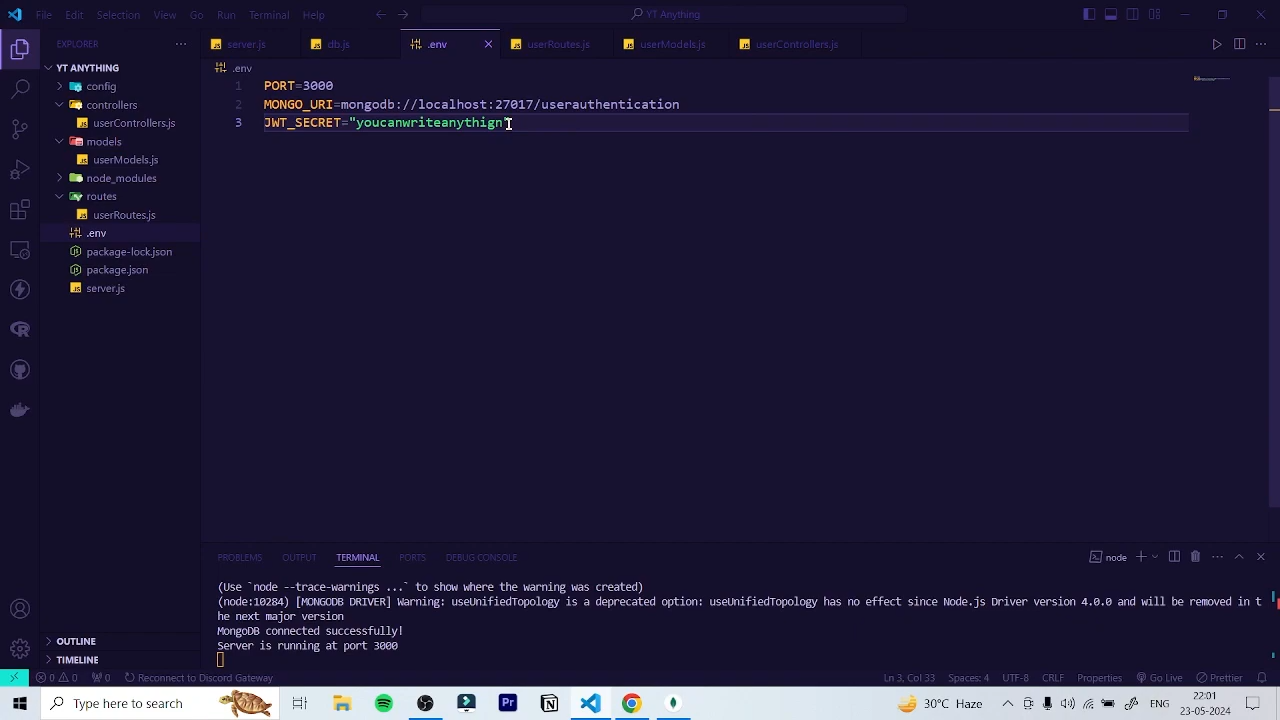 File Edit Selection View Go Run Terminal Help
YT Anything
EXPLORER
server.js
db.js
.env
userRoutes.js
userModels.js
userControllers.js
YT ANYTHING
config
controllers
userControllers.js
models
userModels.js
node_modules
routes
userRoutes.js
.env
package-lock.json
package.json
server.js
.env
1 PORT=3000
2 MONGO_URI=mongodb://localhost:27017/userauthentication
3 JWT_SECRET="youcanwriteanythign"
PROBLEMS OUTPUT TERMINAL PORTS DEBUG CONSOLE
node
(Use `node --trace-warnings ...` to show where the warning was created)
(node:10284) [MONGODB DRIVER] Warning: useUnifiedTopology is a deprecated option: useUnifiedTopology has no effect since Node.js Driver version 4.0.0 and will be removed in t
he next major version
MongoDB connected successfully!
Server is running at port 3000
OUTLINE
TIMELINE
0 0 0 Reconnect to Discord Gateway
Ln 3, Col 33 Spaces: 4 UTF-8 CRLF Properties Go Live Prettier
Type here to search
30°C Haze
ENG
22:01
23-05-2024